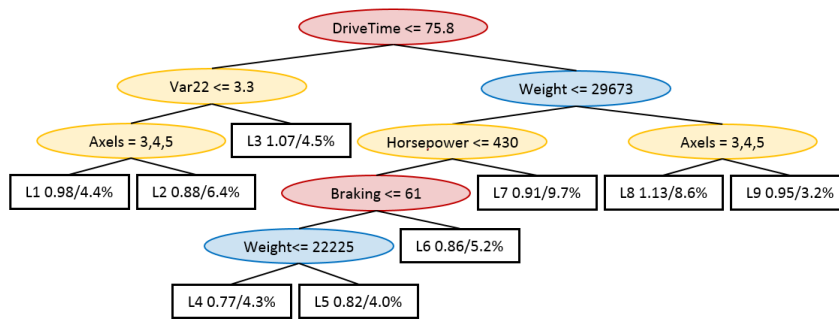 DriveTime <= 75.8
Var22 <= 3.3
Weight <= 29673
Axels = 3,4,5
L3 1.07/4.5%
Horsepower <= 430
Axels = 3,4,5
L1 0.98/4.4%
L2 0.88/6.4%
Braking <= 61
L7 0.91/9.7%
L8 1.13/8.6%
L9 0.95/3.2%
Weight<= 22225
L6 0.86/5.2%
L4 0.77/4.3%
L5 0.82/4.0%